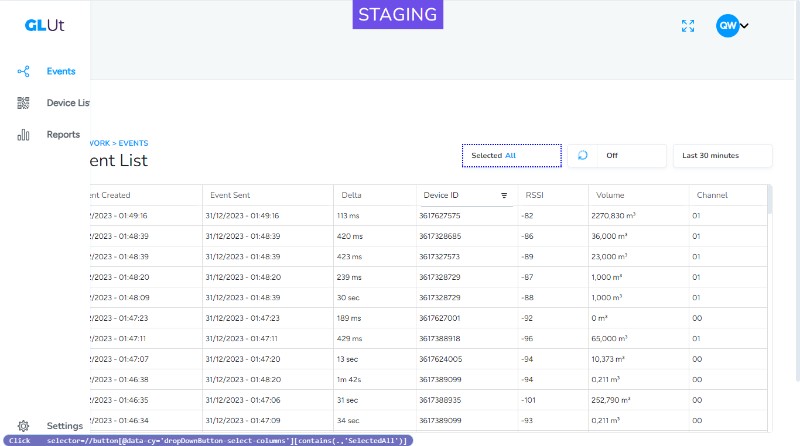 STAGING
GLUt
QW
Events
Device Lis
Reports
WORK > EVENTS
ent List
Selected All
Off
Last 30 minutes
nt Created Event Sent Delta Device ID RSSI Volume Channel
2/2023 - 01:49:16 31/12/2023 - 01:49:16 113 ms 3617627575 -82 2270,830 m³ 01
2/2023 - 01:48:39 31/12/2023 - 01:48:39 420 ms 3617328685 -86 36,000 m³ 01
2/2023 - 01:48:39 31/12/2023 - 01:48:39 423 ms 3617327573 -89 23,000 m³ 01
2/2023 - 01:48:20 31/12/2023 - 01:48:20 239 ms 3617328729 -87 1,000 m³ 01
2/2023 - 01:48:09 31/12/2023 - 01:48:39 30 sec 3617328729 -88 1,000 m³ 01
2/2023 - 01:47:23 31/12/2023 - 01:47:23 189 ms 3617627001 -92 0 m³ 00
2/2023 - 01:47:11 31/12/2023 - 01:47:11 429 ms 3617388918 -96 65,000 m³ 01
2/2023 - 01:47:07 31/12/2023 - 01:47:20 13 sec 3617624005 -94 10,373 m³ 00
2/2023 - 01:46:38 31/12/2023 - 01:48:20 1m 42s 3617389099 -94 0,211 m³ 00
2/2023 - 01:46:35 31/12/2023 - 01:47:06 31 sec 3617388935 -101 252,790 m³ 00
2/2023 - 01:46:34 31/12/2023 - 01:47:09 34 sec 3617389099 -93 0,211 m³ 00
Settings
Click selector=//button[@data-cy='dropDownButton-select-columns'][contains(.,'SelectedAll')]